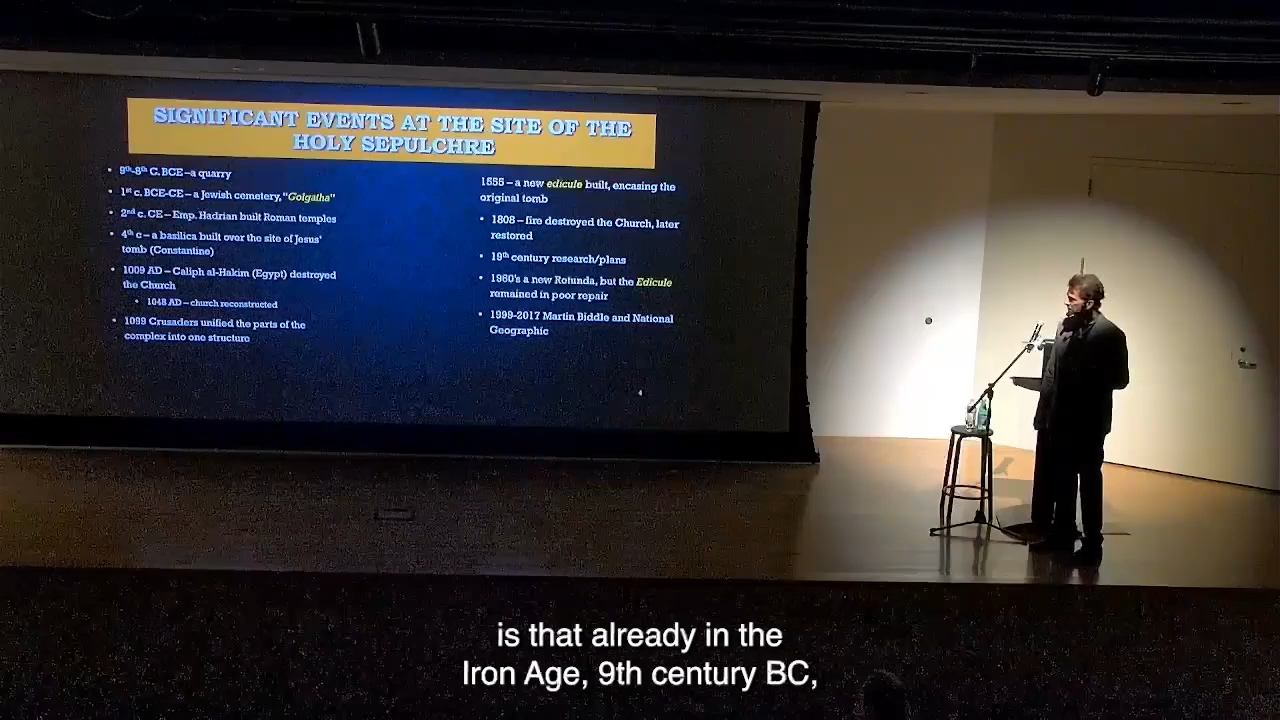 SIGNIFICANT EVENTS AT THE SITE OF THE
HOLY SEPULCHRE
• 9th-8th C. BCE – a quarry
• 1st c. BCE-CE – a Jewish cemetery, "Golgatha"
• 2nd c. CE – Emp. Hadrian built Roman temples
• 4th c – a basilica built over the site of Jesus'
tomb (Constantine)
• 1009 AD – Caliph al-Hakim (Egypt) destroyed
the Church
• 1048 AD – church reconstructed
• 1099 Crusaders unified the parts of the
complex into one structure
1555 – a new edicule built, encasing the
original tomb
• 1808 – fire destroyed the Church, later
restored
• 19th century research/plans
• 1960's a new Rotunda, but the Edicule
remained in poor repair
• 1999-2017 Martin Biddle and National
Geographic
is that already in the
Iron Age, 9th century BC,